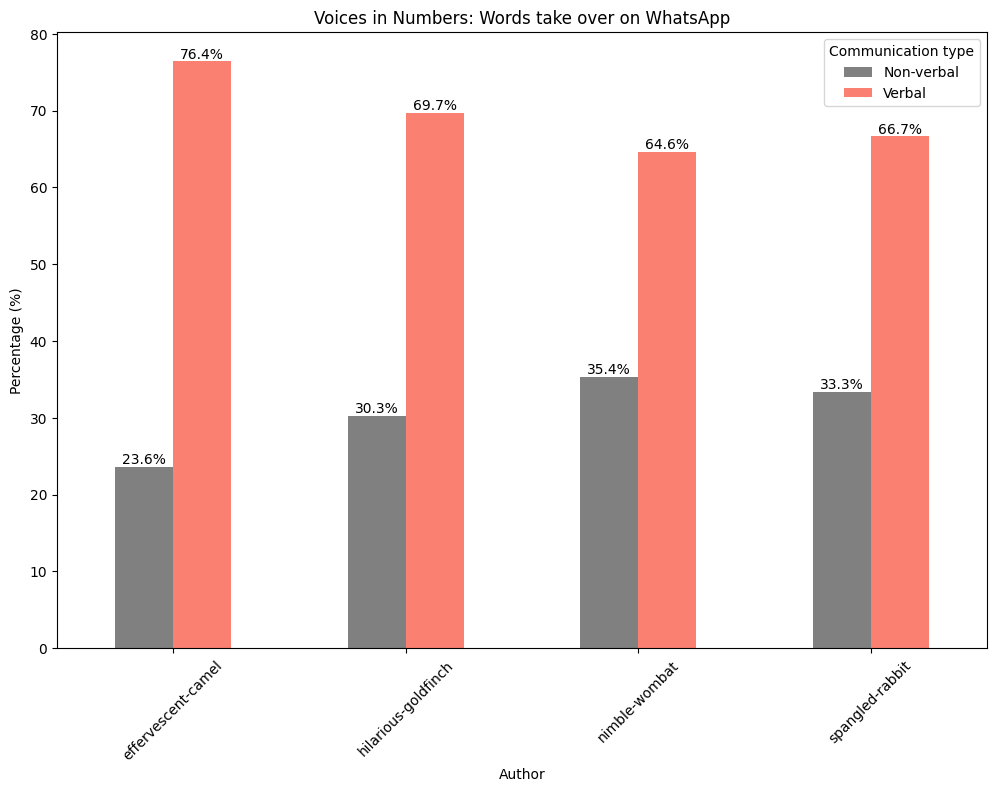 Voices in Numbers: Words take over on WhatsApp
Communication type
Non-verbal
Verbal
Percentage (%)
80
70
60
50
40
30
20
10
0
23.6%
76.4%
30.3%
69.7%
35.4%
64.6%
33.3%
66.7%
effervescent-camel
hilarious-goldfinch
nimble-wombat
spangled-rabbit
Author